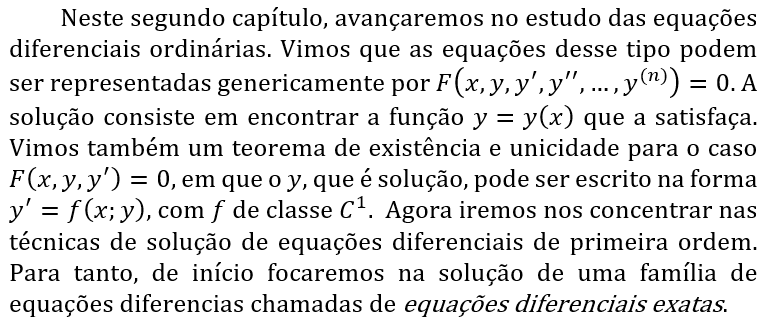 Neste segundo capítulo, avançaremos no estudo das equações
diferenciais ordinárias. Vimos que as equações desse tipo podem
ser representadas genericamente por F(x, y, y′, y′′, … , y⁽ⁿ⁾) = 0. A
solução consiste em encontrar a função y = y(x) que a satisfaça.
Vimos também um teorema de existência e unicidade para o caso
F(x, y, y′) = 0, em que o y, que é solução, pode ser escrito na forma
y′ = f(x; y), com f de classe C¹. Agora iremos nos concentrar nas
técnicas de solução de equações diferenciais de primeira ordem.
Para tanto, de início focaremos na solução de uma família de
equações diferencias chamadas de equações diferenciais exatas.